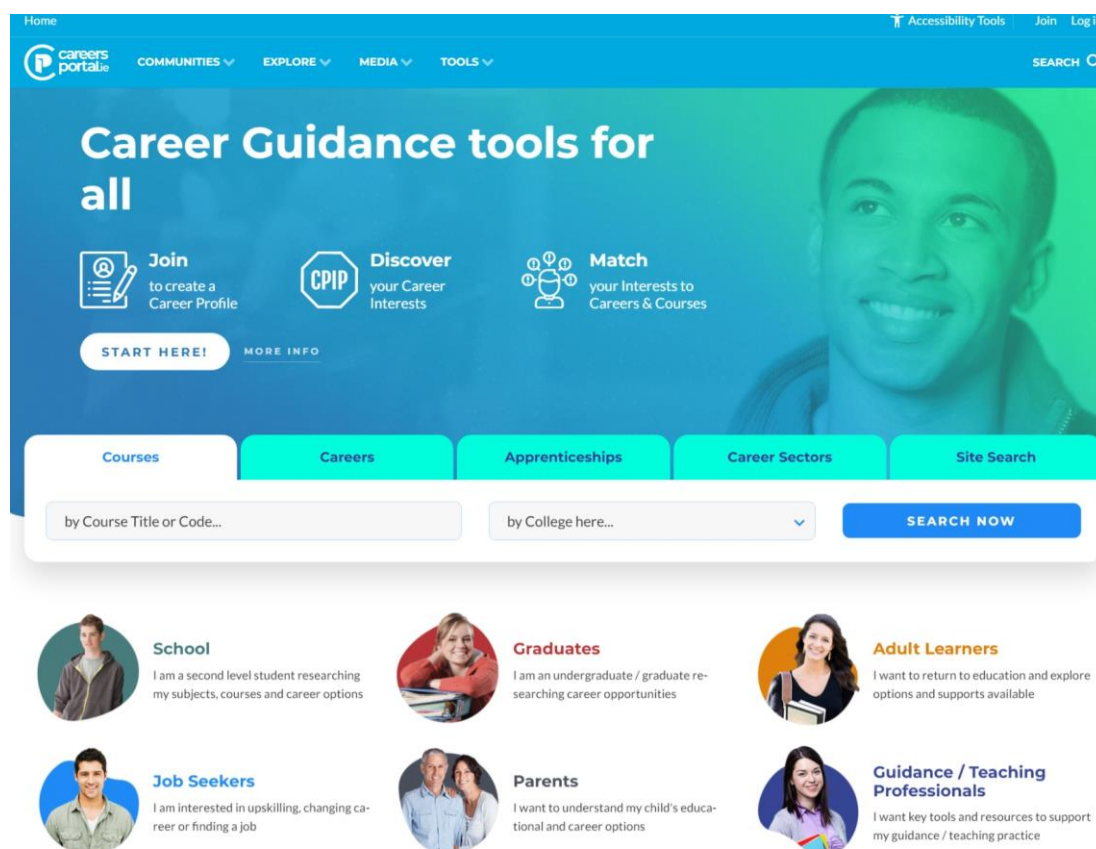 Home
Accessibility Tools
Join
careers
portal.ie
COMMUNITIES
EXPLORE
MEDIA
TOOLS
SEARCH
Career Guidance tools for
all
Join
to create a
Career Profile
CPIP
Discover
your Career
Interests
Match
your Interests to
Careers & Courses
START HERE!
MORE INFO
Courses
Careers
Apprenticeships
Career Sectors
Site Search
by Course Title or Code...
by College here...
SEARCH NOW
School
I am a second level student researching
my subjects, courses and career options
Graduates
I am an undergraduate / graduate re-
searching career opportunities
Adult Learners
I want to return to education and explore
options and supports available
Job Seekers
I am interested in upskilling, changing ca-
reer or finding a job
Parents
I want to understand my child's educa-
tional and career options
Guidance / Teaching
Professionals
I want key tools and resources to support
my guidance / teaching practice